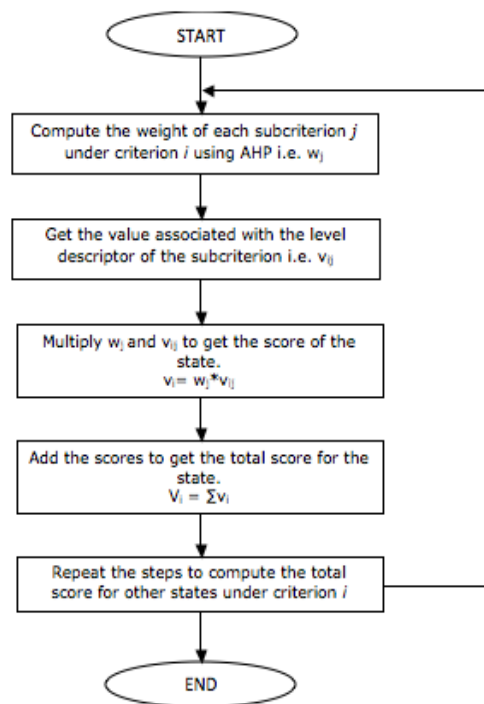 START
Compute the weight of each subcriterion j
under criterion i using AHP i.e. wj
Get the value associated with the level
descriptor of the subcriterion i.e. vij
Multiply wj and vij to get the score of the
state.
vi= wj*vij
Add the scores to get the total score for the
state.
Vi = Σvi
Repeat the steps to compute the total
score for other states under criterion i
END